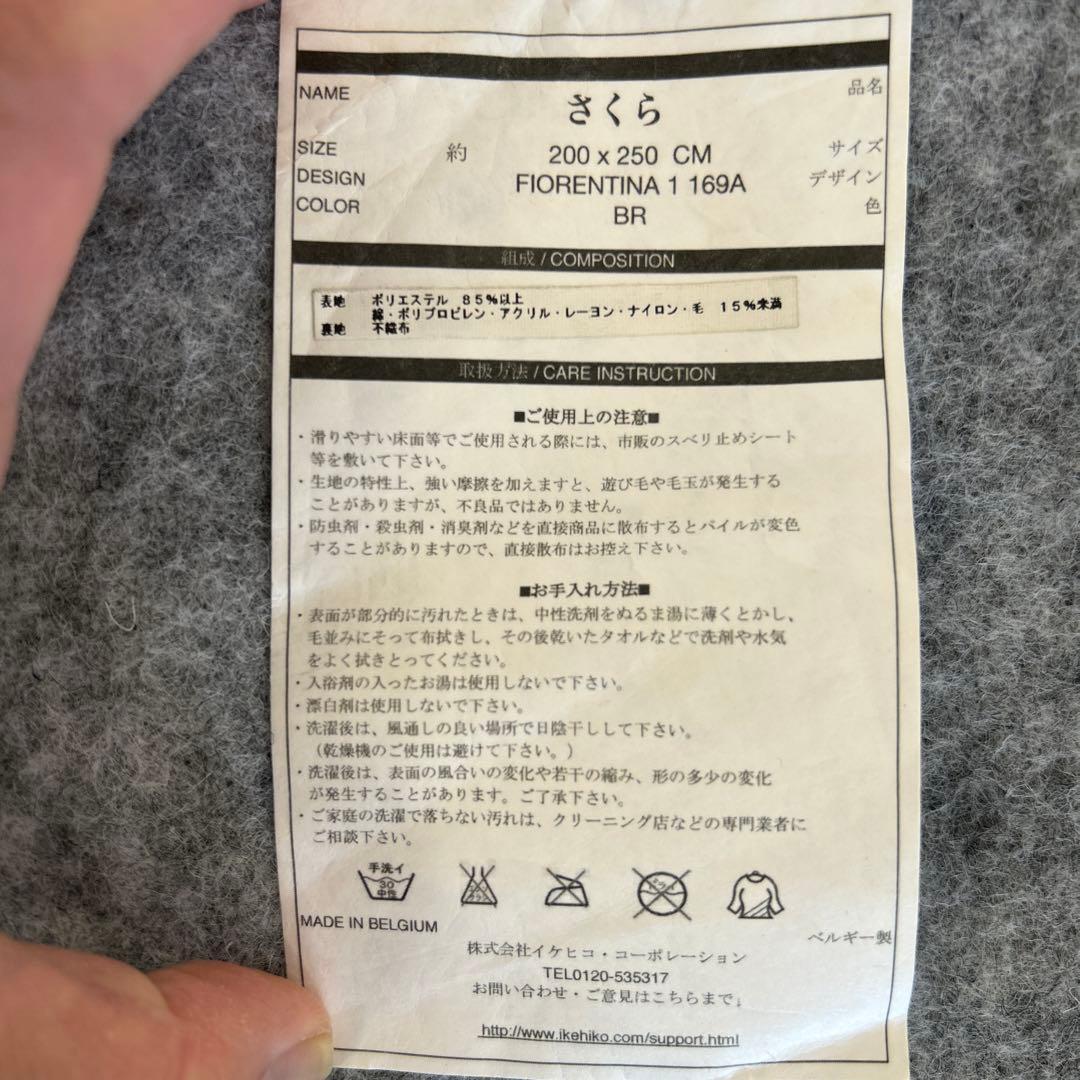 NAME さくら 品名
SIZE 約 200 x 250 CM サイズ
DESIGN FIORENTINA 1 169A デザイン
COLOR BR 色
組成 / COMPOSITION
表地 ポリエステル 85%以上
綿・ポリプロピレン・アクリル・レーヨン・ナイロン・毛 15%未満
裏地 不織布
取扱方法 / CARE INSTRUCTION
■ご使用上の注意■
・滑りやすい床面等でご使用される際には、市販のスベリ止めシート
等を敷いて下さい。
・生地の特性上、強い摩擦を加えますと、遊び毛や毛玉が発生する
ことがありますが、不良品ではありません。
・防虫剤・殺虫剤・消臭剤などを直接商品に散布するとパイルが変色
することがありますので、直接散布はお控え下さい。
■お手入れ方法■
・表面が部分的に汚れたときは、中性洗剤をぬるま湯に薄くとかし、
毛並みにそって布拭きし、その後乾いたタオルなどで洗剤や水気
をよく拭きとってください。
・入浴剤の入ったお湯は使用しないで下さい。
・漂白剤は使用しないで下さい。
・洗濯後は、風通しの良い場所で日陰干しして下さい。
（乾燥機のご使用は避けて下さい。）
・洗濯後は、表面の風合いの変化や若干の縮み、形の多少の変化
が発生することがあります。ご了承下さい。
・ご家庭の洗濯で落ちない汚れは、クリーニング店などの専門業者に
ご相談下さい。
手洗イ
30
中性
エンソ
サラシ
ドライ
MADE IN BELGIUM ベルギー製
株式会社イケヒコ・コーポレーション
TEL0120-535317
お問い合わせ・ご意見はこちらまで↓
http://www.ikehiko.com/support.html